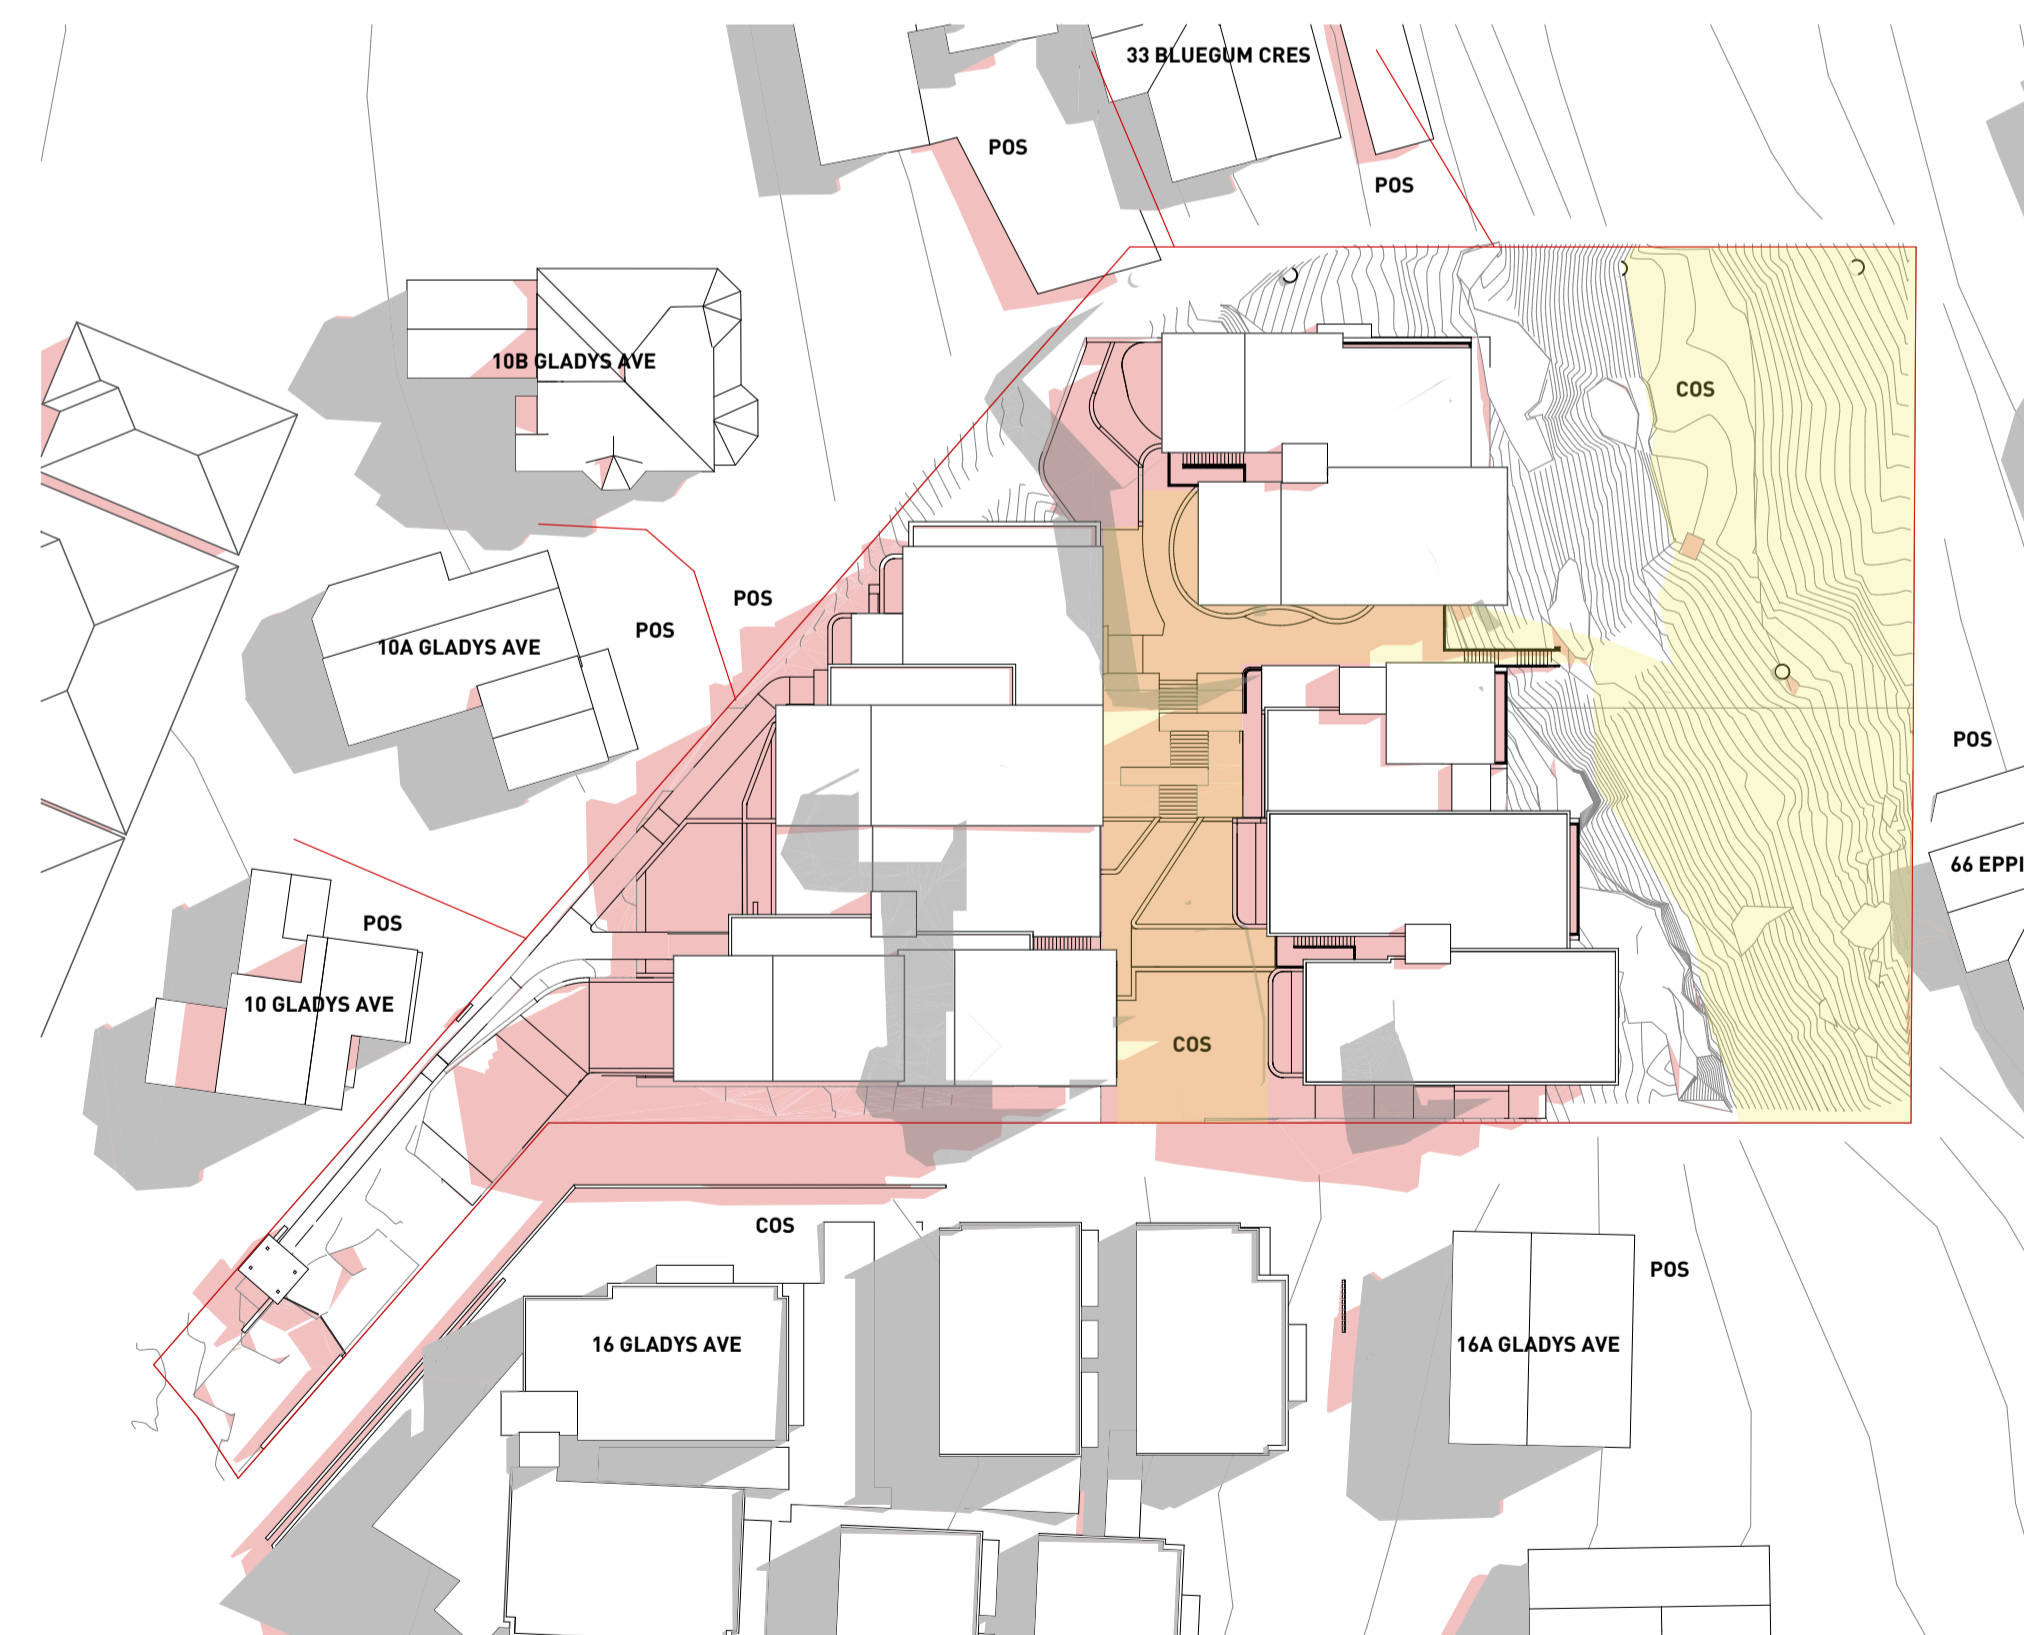 33 BLUEGUM CRES
POS
POS
10B GLADYS AVE
COS
POS
POS
10A GLADYS AVE
POS
66 EPPI
POS
10 GLADYS AVE
COS
COS
POS
16 GLADYS AVE
16A GLADYS AVE